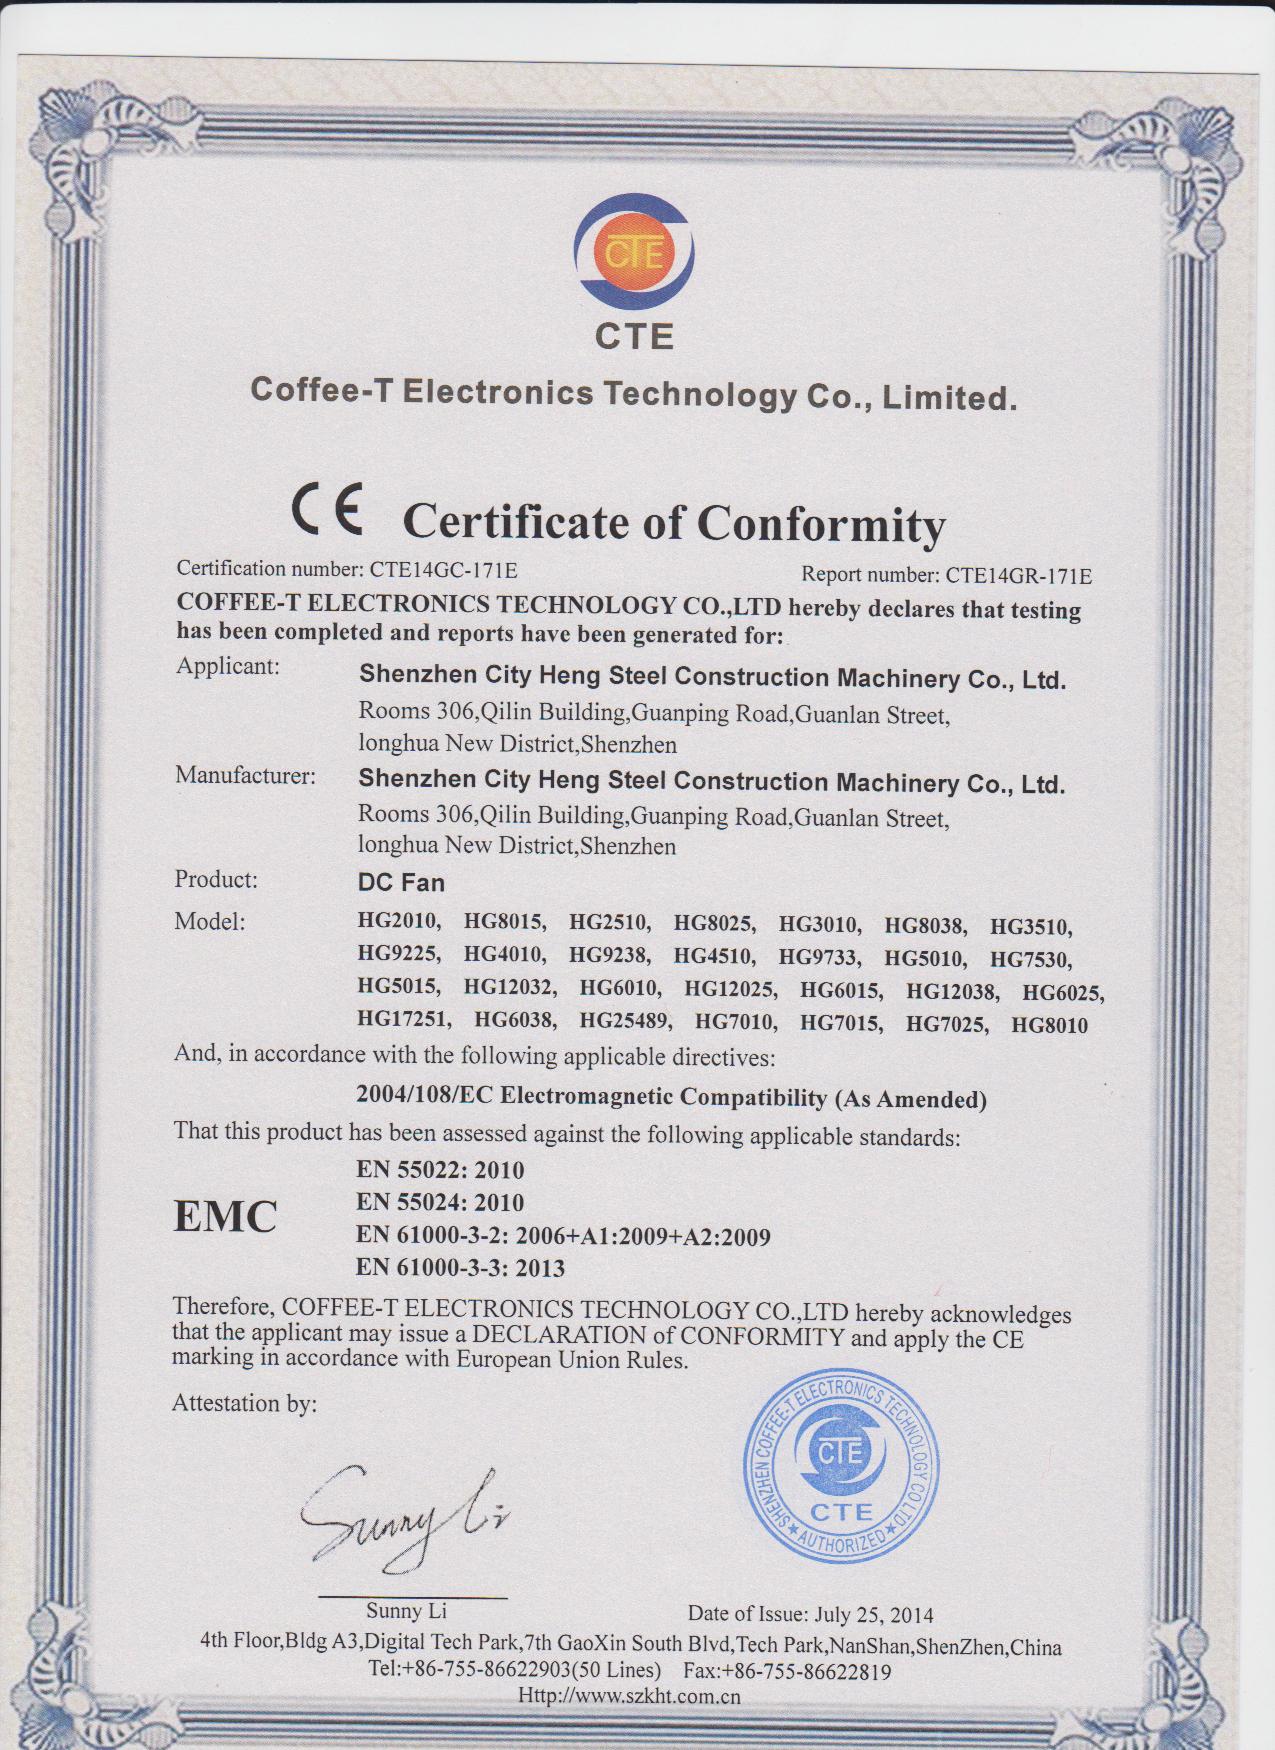 CTE
CTE
Coffee-T Electronics Technology Co., Limited.
CE Certificate of Conformity
Certification number: CTE14GC-171E Report number: CTE14GR-171E
COFFEE-T ELECTRONICS TECHNOLOGY CO.,LTD hereby declares that testing
has been completed and reports have been generated for:
Applicant: Shenzhen City Heng Steel Construction Machinery Co., Ltd.
Rooms 306,Qilin Building,Guanping Road,Guanlan Street,
longhua New District,Shenzhen
Manufacturer: Shenzhen City Heng Steel Construction Machinery Co., Ltd.
Rooms 306,Qilin Building,Guanping Road,Guanlan Street,
longhua New District,Shenzhen
Product: DC Fan
Model: HG2010, HG8015, HG2510, HG8025, HG3010, HG8038, HG3510,
HG9225, HG4010, HG9238, HG4510, HG9733, HG5010, HG7530,
HG5015, HG12032, HG6010, HG12025, HG6015, HG12038, HG6025,
HG17251, HG6038, HG25489, HG7010, HG7015, HG7025, HG8010
And, in accordance with the following applicable directives:
2004/108/EC Electromagnetic Compatibility (As Amended)
That this product has been assessed against the following applicable standards:
EMC
EN 55022: 2010
EN 55024: 2010
EN 61000-3-2: 2006+A1:2009+A2:2009
EN 61000-3-3: 2013
Therefore, COFFEE-T ELECTRONICS TECHNOLOGY CO.,LTD hereby acknowledges
that the applicant may issue a DECLARATION of CONFORMITY and apply the CE
marking in accordance with European Union Rules.
Attestation by:
SHENZHEN COFFEE-T ELECTRONICS TECHNOLOGY CO LTD
CTE
CTE
★ AUTHORIZED ★
Sunny Li
Sunny Li
Date of Issue: July 25, 2014
4th Floor,Bldg A3,Digital Tech Park,7th GaoXin South Blvd,Tech Park,NanShan,ShenZhen,China
Tel:+86-755-86622903(50 Lines) Fax:+86-755-86622819
Http://www.szkht.com.cn